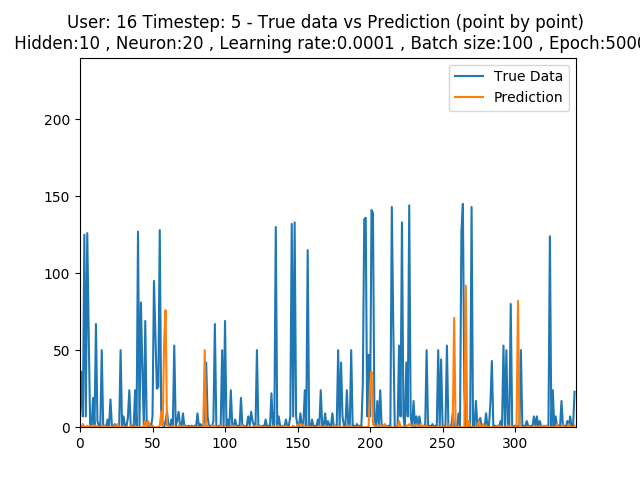 User: 16 Timestep: 5 - True data vs Prediction (point by point)
Hidden:10 , Neuron:20 , Learning rate:0.0001 , Batch size:100 , Epoch:5000
True Data
Prediction
200
150
100
50
0
0 50 100 150 200 250 300